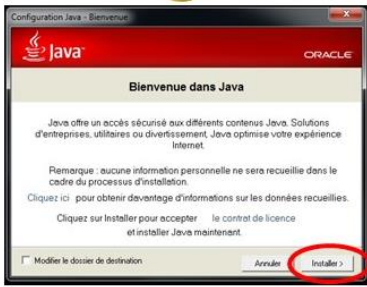 Configuration Java - Bienvenue
Java
ORACLE
Bienvenue dans Java
Java offre un accès sécurisé aux différents contenus Java. Solutions
d'entreprises, utilitaires ou divertissement, Java optimise votre expérience
Internet.
Remarque : aucune information personnelle ne sera recueillie dans le
cadre du processus d'installation.
Cliquez ici pour obtenir davantage d'informations sur les données recueillies.
Cliquez sur Installer pour accepter le contrat de licence
et installer Java maintenant.
Modifier le dossier de destination
Annuler
Installer >